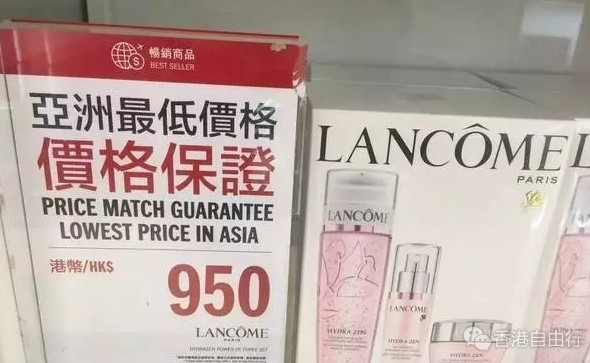 暢銷商品
BEST SELLER
亞洲最低價格
價格保證
PRICE MATCH GUARANTEE
LOWEST PRICE IN ASIA
港幣/HK$
950
LANCÔME
PARIS
LANCÔME
PARIS
LANCÔME
HYDRA ZEN
HYDRA ZEN
香港自由行